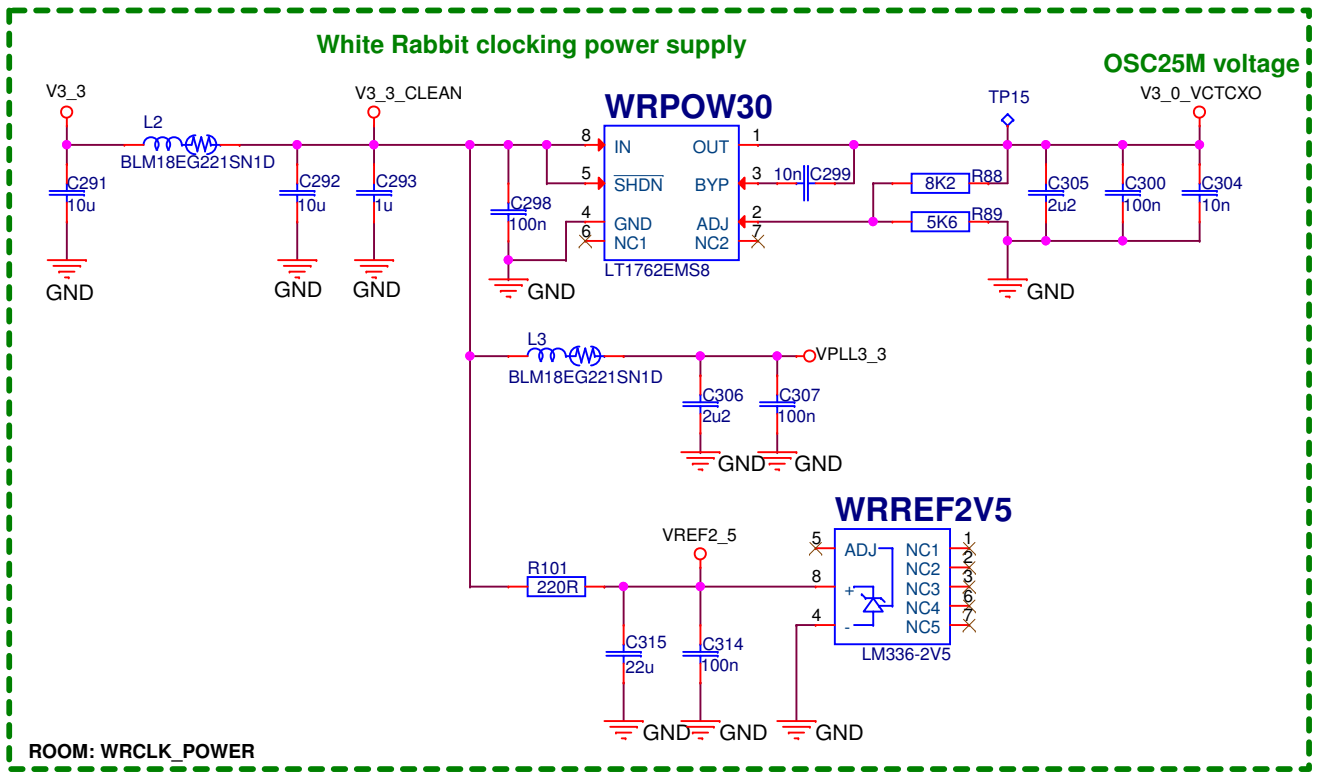 White Rabbit clocking power supply
OSC25M voltage
V3_3
V3_3_CLEAN
WRPOW30
TP15
V3_0_VCTCXO
L2
BLM18EG221SN1D
8
IN
OUT
1
5
SHDN
BYP
3
10n
C299
4
GND
ADJ
2
6
NC1
NC2
7
LT1762EMS8
8K2
R88
5K6
R89
C291
10u
C292
10u
C293
1u
C298
100n
C305
2u2
C300
100n
C304
10n
GND
GND
GND
GND
GND
L3
BLM18EG221SN1D
VPLL3_3
C306
2u2
C307
100n
GND
GND
WRREF2V5
VREF2_5
R101
220R
5
ADJ
NC1
1
NC2
2
8
+
NC3
3
NC4
6
4
-
NC5
7
LM336-2V5
C315
22u
C314
100n
GND
GND
GND
ROOM: WRCLK_POWER